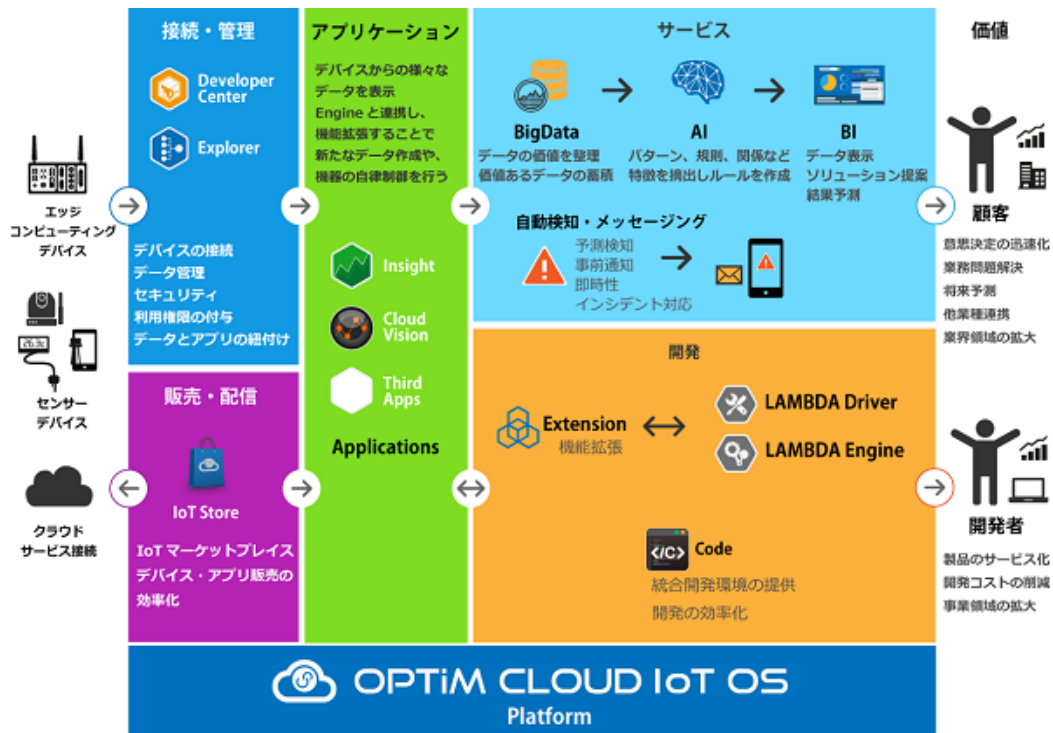 エッジ
コンピューティング
デバイス
センサー
デバイス
クラウド
サービス接続
接続・管理
Developer
Center
Explorer
デバイスの接続
データ管理
セキュリティ
利用権限の付与
データとアプリの紐付け
販売・配信
IoT Store
IoT マーケットプレイス
デバイス・アプリ販売の
効率化
アプリケーション
デバイスからの様々な
データを表示
Engine と連携し、
機能拡張することで
新たなデータ作成や、
機器の自律制御を行う
Insight
Cloud
Vision
Third
Apps
Applications
サービス
BigData
データの価値を整理
価値あるデータの蓄積
AI
パターン、規則、関係など
特徴を摘出しルールを作成
BI
データ表示
ソリューション提案
結果予測
自動検知・メッセージング
予測検知
事前通知
即時性
インシデント対応
開発
Extension
機能拡張
LAMBDA Driver
LAMBDA Engine
</C>
Code
統合開発環境の提供
開発の効率化
価値
顧客
意思決定の迅速化
業務問題解決
将来予測
他業種連携
業界領域の拡大
開発者
製品のサービス化
開発コストの削減
事業領域の拡大
OPTiM CLOUD IoT OS
Platform